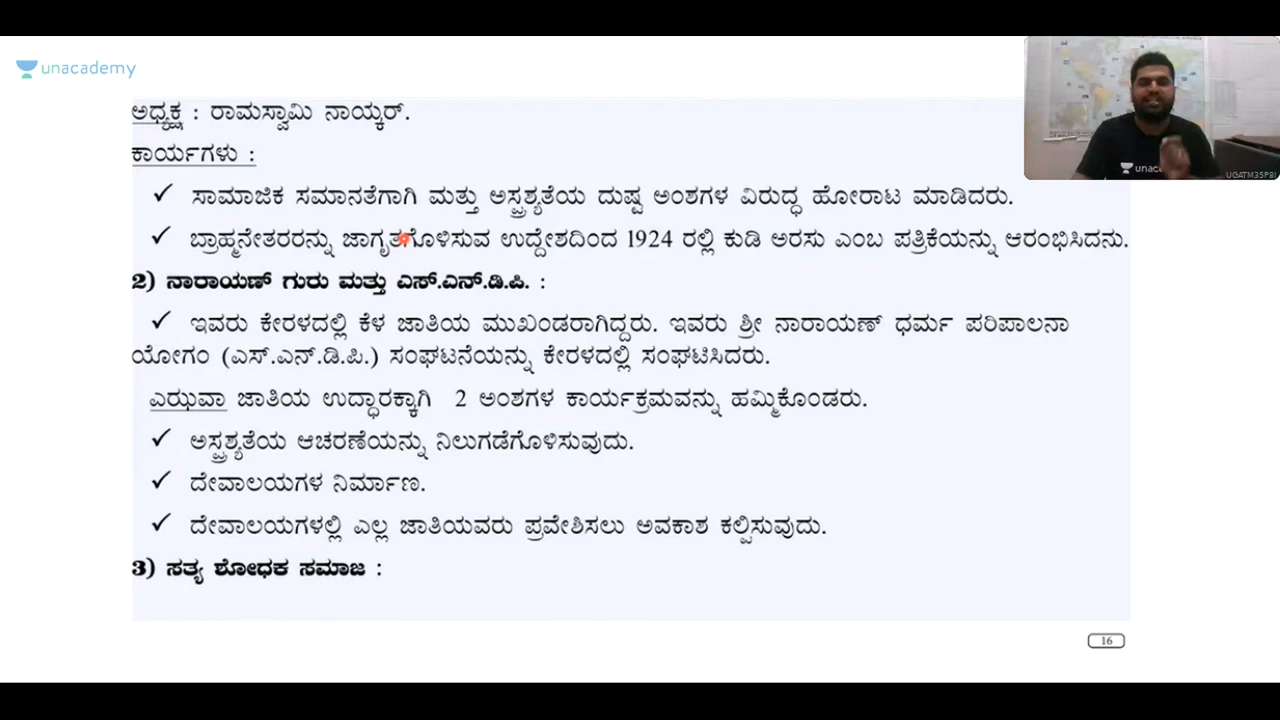 unacademy
ಅಧ್ಯಕ್ಷ : ರಾಮಸ್ವಾಮಿ ನಾಯ್ಕರ್.
ಕಾರ್ಯಗಳು :
✓ ಸಾಮಾಜಿಕ ಸಮಾನತೆಗಾಗಿ ಮತ್ತು ಅಸ್ಪ್ರಶ್ಯತೆಯ ದುಷ್ಟ ಅಂಶಗಳ ವಿರುದ್ಧ ಹೋರಾಟ ಮಾಡಿದರು.
✓ ಬ್ರಾಹ್ಮನೇತರರನ್ನು ಜಾಗೃತಗೊಳಿಸುವ ಉದ್ದೇಶದಿಂದ 1924 ರಲ್ಲಿ ಕುಡಿ ಅರಸು ಎಂಬ ಪತ್ರಿಕೆಯನ್ನು ಆರಂಭಿಸಿದನು.
2) ನಾರಾಯಣ್ ಗುರು ಮತ್ತು ಎಸ್.ಎನ್.ಡಿ.ಪಿ. :
✓ ಇವರು ಕೇರಳದಲ್ಲಿ ಕೆಳ ಜಾತಿಯ ಮುಖಂಡರಾಗಿದ್ದರು. ಇವರು ಶ್ರೀ ನಾರಾಯಣ್ ಧರ್ಮ ಪರಿಪಾಲನಾ
ಯೋಗಂ (ಎಸ್.ಎನ್.ಡಿ.ಪಿ.) ಸಂಘಟನೆಯನ್ನು ಕೇರಳದಲ್ಲಿ ಸಂಘಟಿಸಿದರು.
ಎಝವಾ ಜಾತಿಯ ಉದ್ಧಾರಕ್ಕಾಗಿ 2 ಅಂಶಗಳ ಕಾರ್ಯಕ್ರಮವನ್ನು ಹಮ್ಮಿಕೊಂಡರು.
✓ ಅಸ್ಪ್ರಶ್ಯತೆಯ ಆಚರಣೆಯನ್ನು ನಿಲುಗಡೆಗೊಳಿಸುವುದು.
✓ ದೇವಾಲಯಗಳ ನಿರ್ಮಾಣ.
✓ ದೇವಾಲಯಗಳಲ್ಲಿ ಎಲ್ಲ ಜಾತಿಯವರು ಪ್ರವೇಶಿಸಲು ಅವಕಾಶ ಕಲ್ಪಿಸುವುದು.
3) ಸತ್ಯ ಶೋಧಕ ಸಮಾಜ :
16
UGATM35P8I